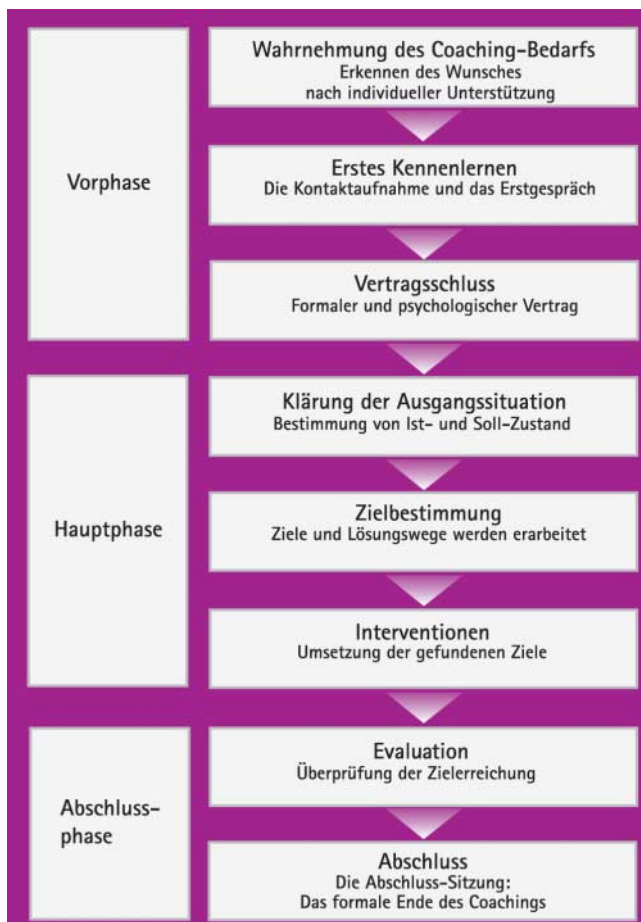 Vorphase
Wahrnehmung des Coaching-Bedarfs
Erkennen des Wunsches
nach individueller Unterstützung
Erstes Kennenlernen
Die Kontaktaufnahme und das Erstgespräch
Vertragsschluss
Formaler und psychologischer Vertrag
Hauptphase
Klärung der Ausgangssituation
Bestimmung von Ist- und Soll-Zustand
Zielbestimmung
Ziele und Lösungswege werden erarbeitet
Interventionen
Umsetzung der gefundenen Ziele
Abschluss-
phase
Evaluation
Überprüfung der Zielerreichung
Abschluss
Die Abschluss-Sitzung:
Das formale Ende des Coachings